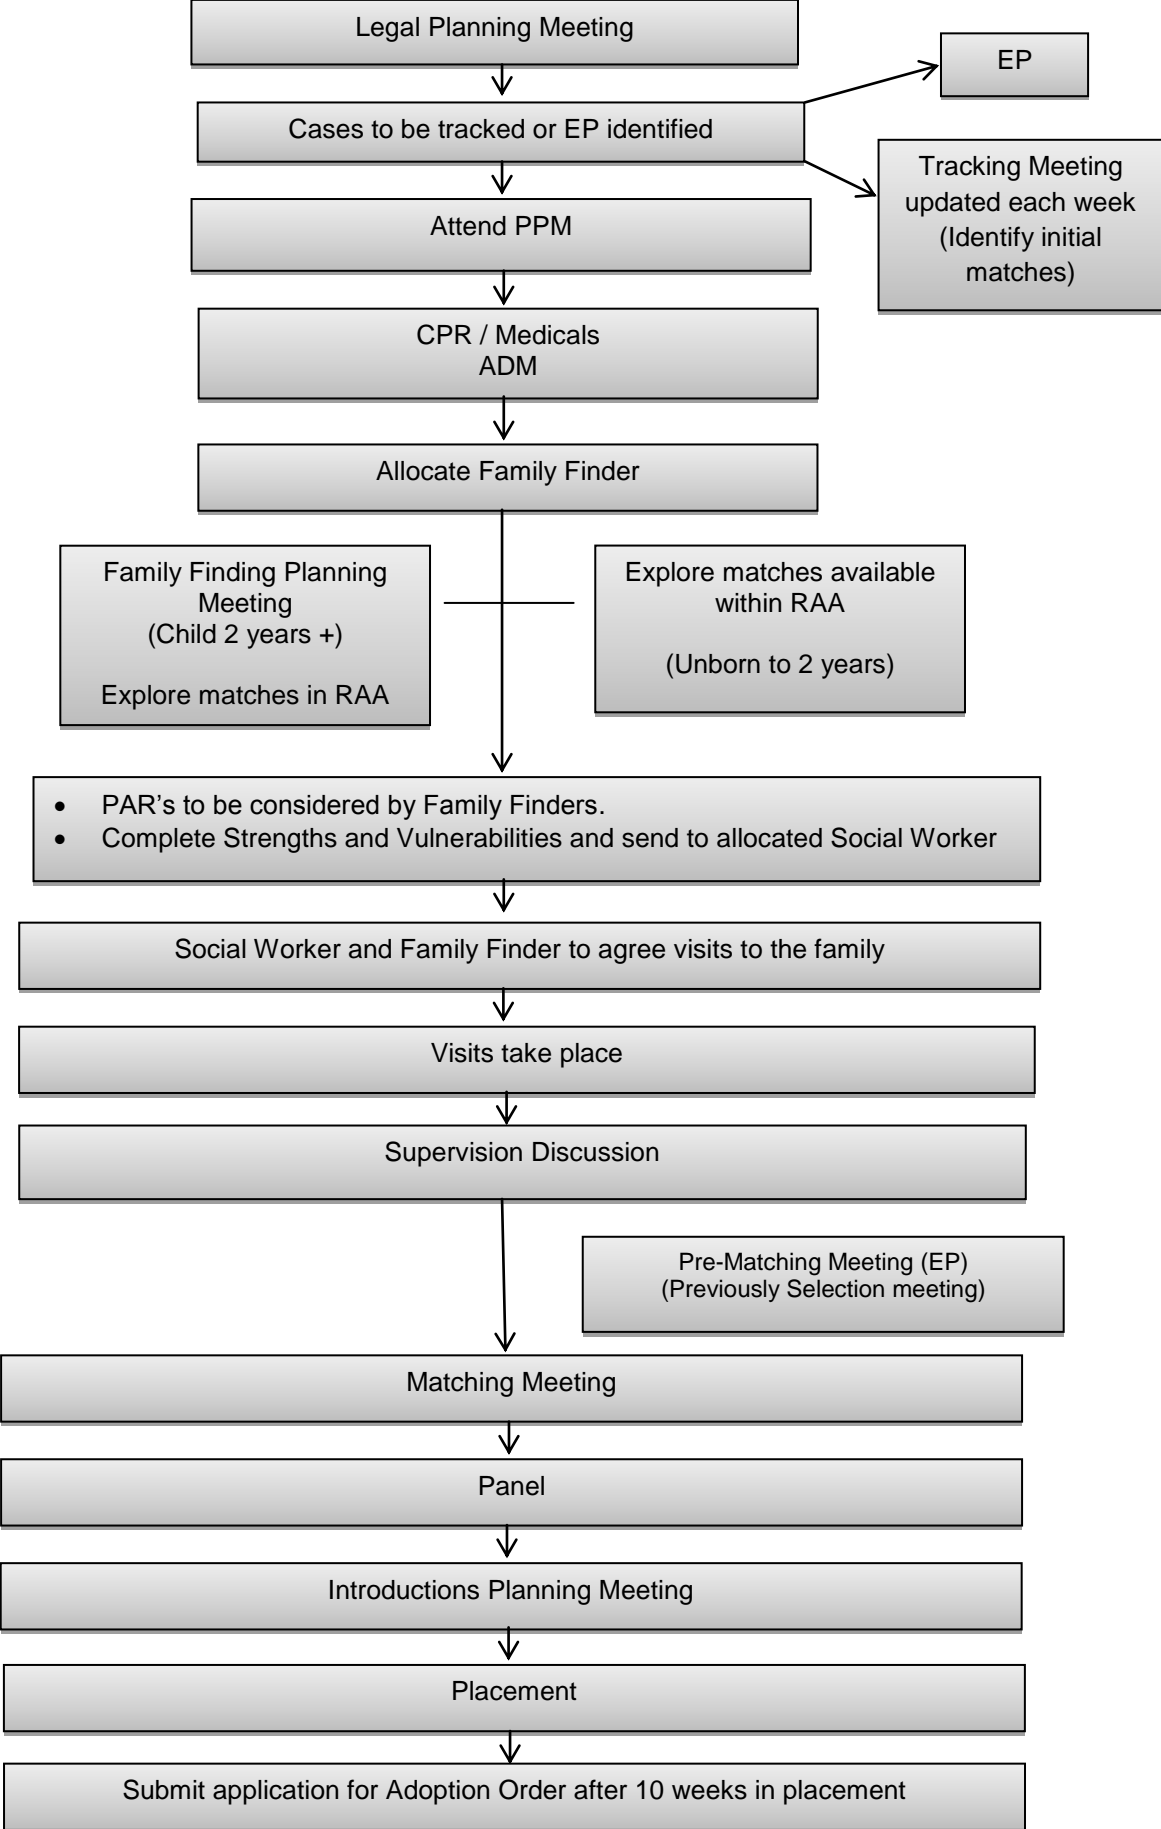 Legal Planning Meeting
EP
Cases to be tracked or EP identified
Tracking Meeting
updated each week
(Identify initial
matches)
Attend PPM
CPR / Medicals
ADM
Allocate Family Finder
Family Finding Planning
Meeting
(Child 2 years +)
Explore matches in RAA
Explore matches available
within RAA
(Unborn to 2 years)
• PAR’s to be considered by Family Finders.
• Complete Strengths and Vulnerabilities and send to allocated Social Worker
Social Worker and Family Finder to agree visits to the family
Visits take place
Supervision Discussion
Pre-Matching Meeting (EP)
(Previously Selection meeting)
Matching Meeting
Panel
Introductions Planning Meeting
Placement
Submit application for Adoption Order after 10 weeks in placement